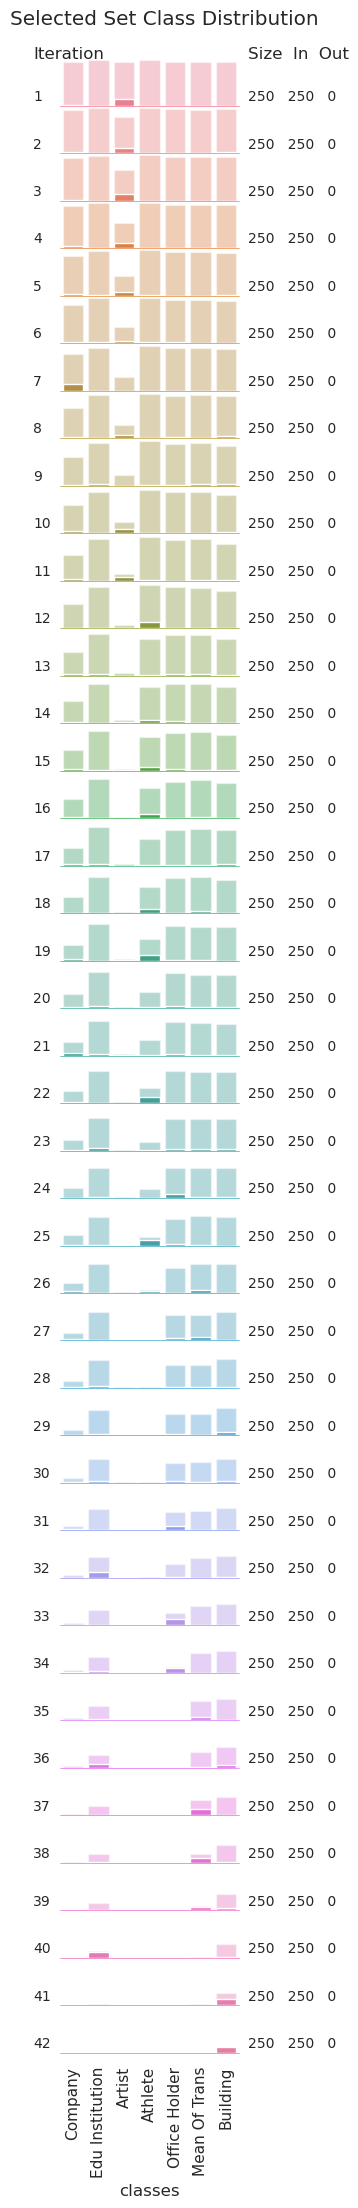 Selected Set Class Distribution
Iteration Size In Out
1 250 250 0
2 250 250 0
3 250 250 0
4 250 250 0
5 250 250 0
6 250 250 0
7 250 250 0
8 250 250 0
9 250 250 0
10 250 250 0
11 250 250 0
12 250 250 0
13 250 250 0
14 250 250 0
15 250 250 0
16 250 250 0
17 250 250 0
18 250 250 0
19 250 250 0
20 250 250 0
21 250 250 0
22 250 250 0
23 250 250 0
24 250 250 0
25 250 250 0
26 250 250 0
27 250 250 0
28 250 250 0
29 250 250 0
30 250 250 0
31 250 250 0
32 250 250 0
33 250 250 0
34 250 250 0
35 250 250 0
36 250 250 0
37 250 250 0
38 250 250 0
39 250 250 0
40 250 250 0
41 250 250 0
42 250 250 0
Company
Edu Institution
Artist
Athlete
Office Holder
Mean Of Trans
Building
classes